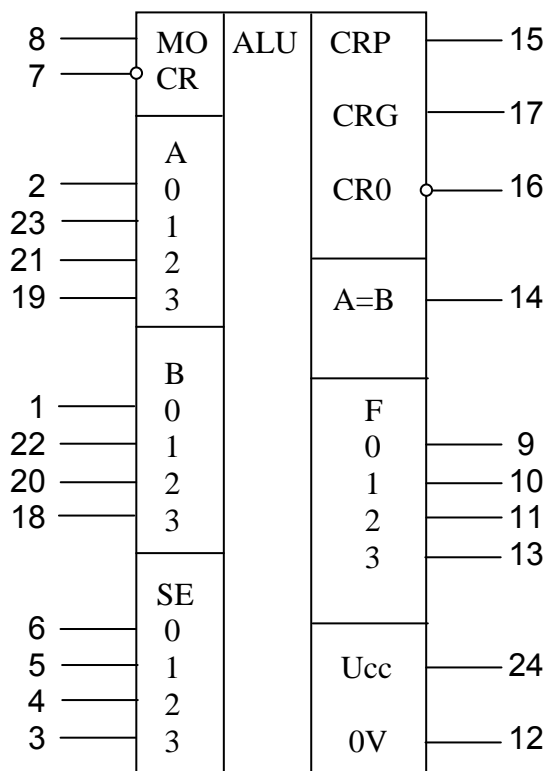 8 MO ALU CRP 15
7 CR
CRG 17
A
2 0 CR0 16
23 1
21 2
19 3 A=B 14
B
1 0 F
22 1 0 9
20 2 1 10
18 3 2 11
3 13
SE
6 0
5 1 Ucc 24
4 2
3 3 0V 12